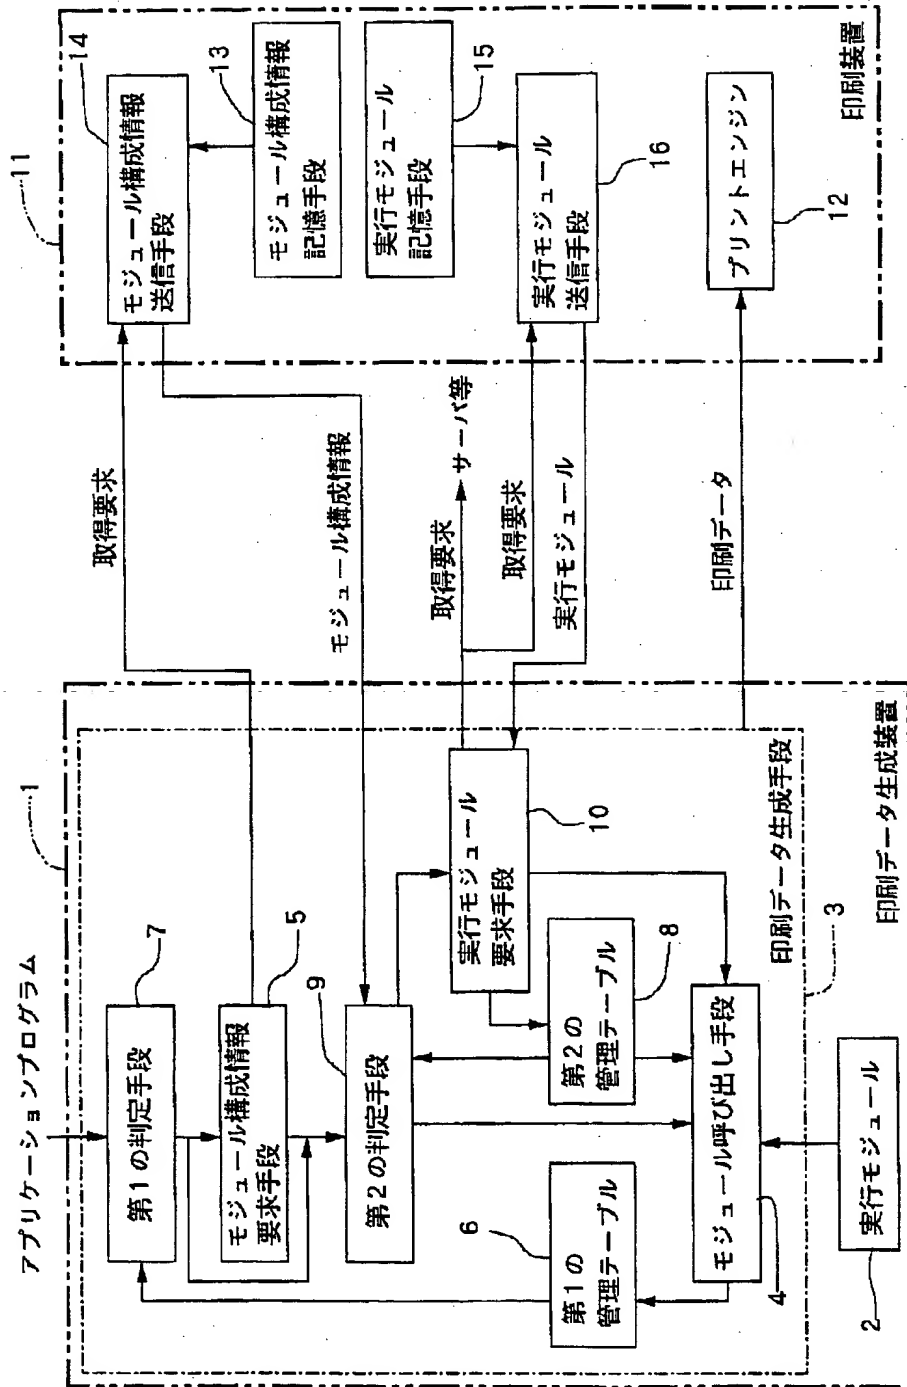 アプリケーションプログラム
1
第1の判定手段
7
モジュール構成情報
要求手段
5
第2の判定手段
9
第1の
管理テーブル
6
第2の
管理テーブル
8
実行モジュール
要求手段
10
モジュール呼び出し手段
4
実行モジュール
2
印刷データ生成手段
3
印刷データ生成装置
取得要求
モジュール構成情報
取得要求
サーバ等
取得要求
実行モジュール
印刷データ
11
モジュール構成情報
送信手段
14
モジュール構成情報
記憶手段
13
実行モジュール
記憶手段
15
実行モジュール
送信手段
16
プリントエンジン
12
印刷装置